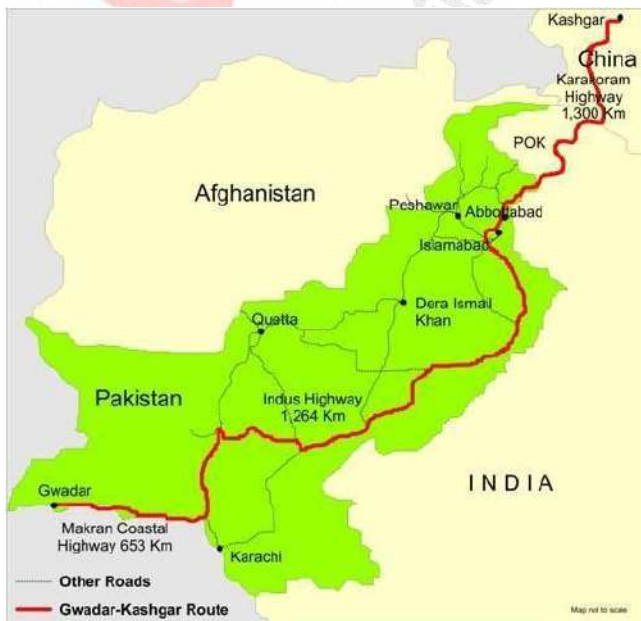 Kashgar
China
Karakoram
Highway
1,300 Km
POK
Afghanistan
Peshawar
Abbottabad
Islamabad
Dera Ismail
Khan
Quatta
Indus Highway
1,264 Km
Pakistan
INDIA
Gwadar
Makran Coastal
Highway 653 Km
Karachi
Other Roads
Gwadar-Kashgar Route
Map not to scale